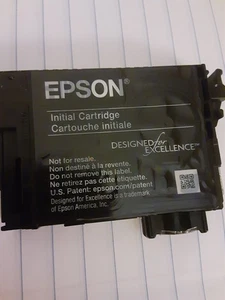 EPSON®
Initial Cartridge
Cartouche initiale
DESIGNED for
EXCELLENCE™
Not for resale.
Non destiné à la revente.
Do not remove this label.
Ne retirez pas cette étiquette.
U.S. Patent: epson.com/patent
Designed for Excellence is a trademark
of Epson America, Inc.